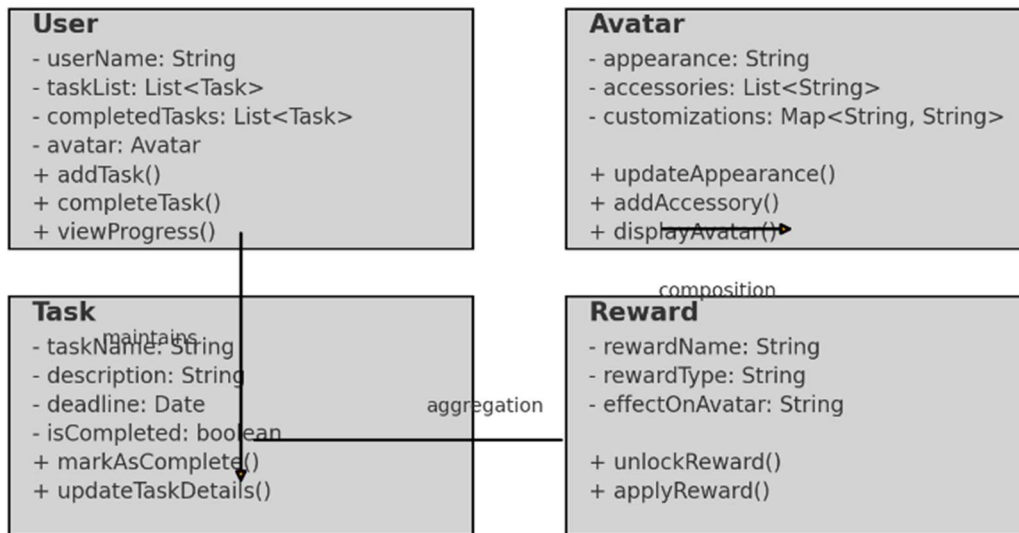 User
- userName: String
- taskList: List<Task>
- completedTasks: List<Task>
- avatar: Avatar
+ addTask()
+ completeTask()
+ viewProgress()
Avatar
- appearance: String
- accessories: List<String>
- customizations: Map<String, String>
+ updateAppearance()
+ addAccessory()
+ displayAvatar()
composition
Task
maintains
- taskName: String
- description: String
- deadline: Date
- isCompleted: boolean
+ markAsComplete()
+ updateTaskDetails()
aggregation
Reward
- rewardName: String
- rewardType: String
- effectOnAvatar: String
+ unlockReward()
+ applyReward()